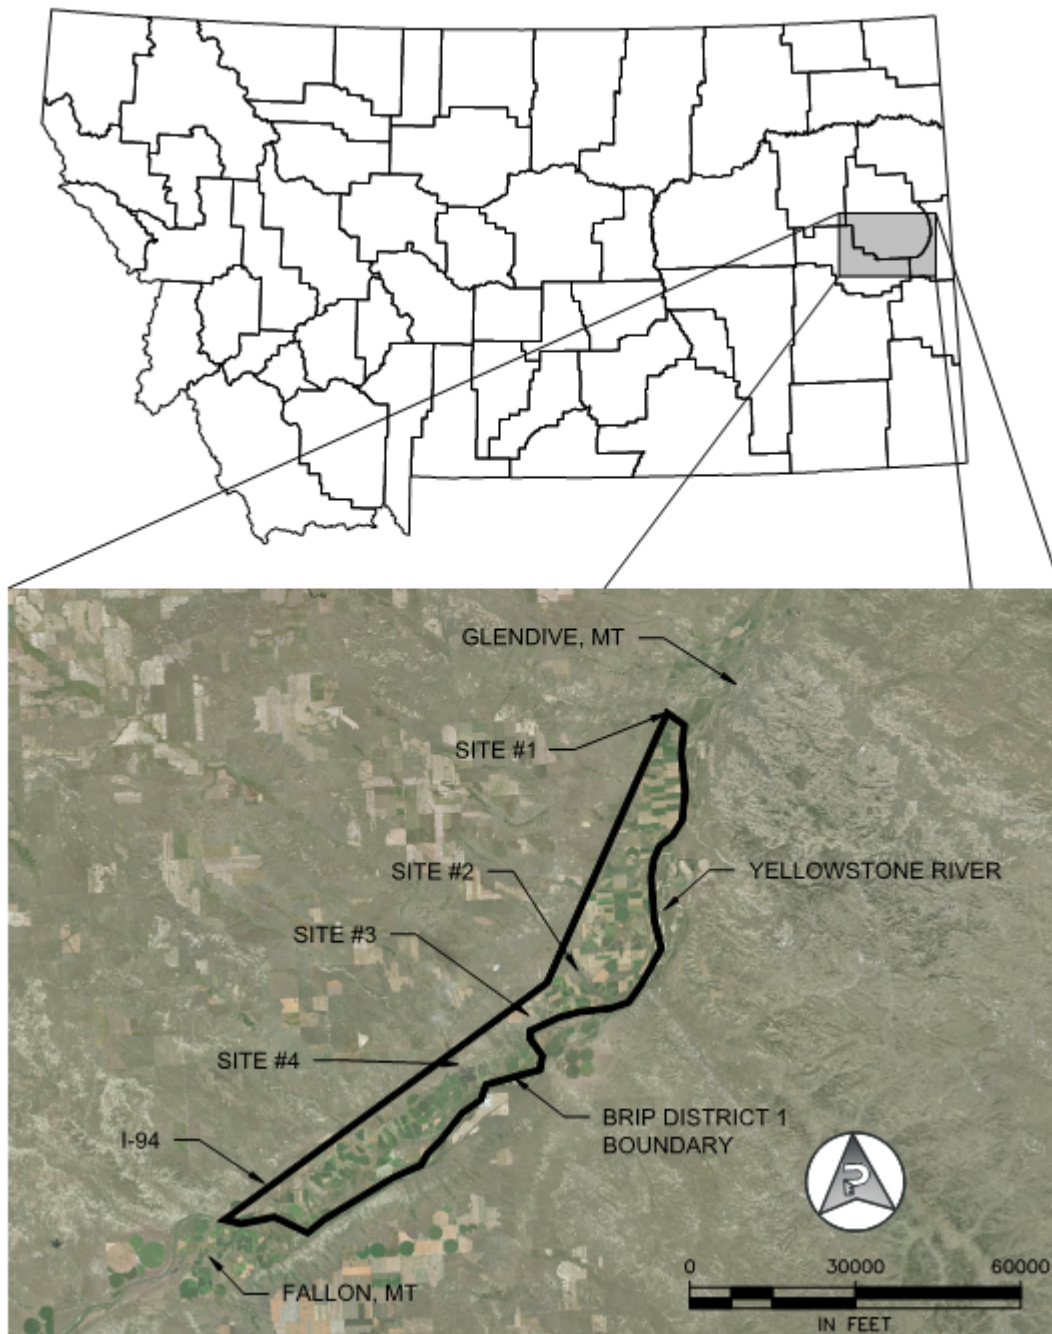 GLENDIVE, MT
SITE #1
SITE #2
YELLOWSTONE RIVER
SITE #3
SITE #4
BRIP DISTRICT 1
BOUNDARY
I-94
FALLON, MT
0 30000 60000
IN FEET